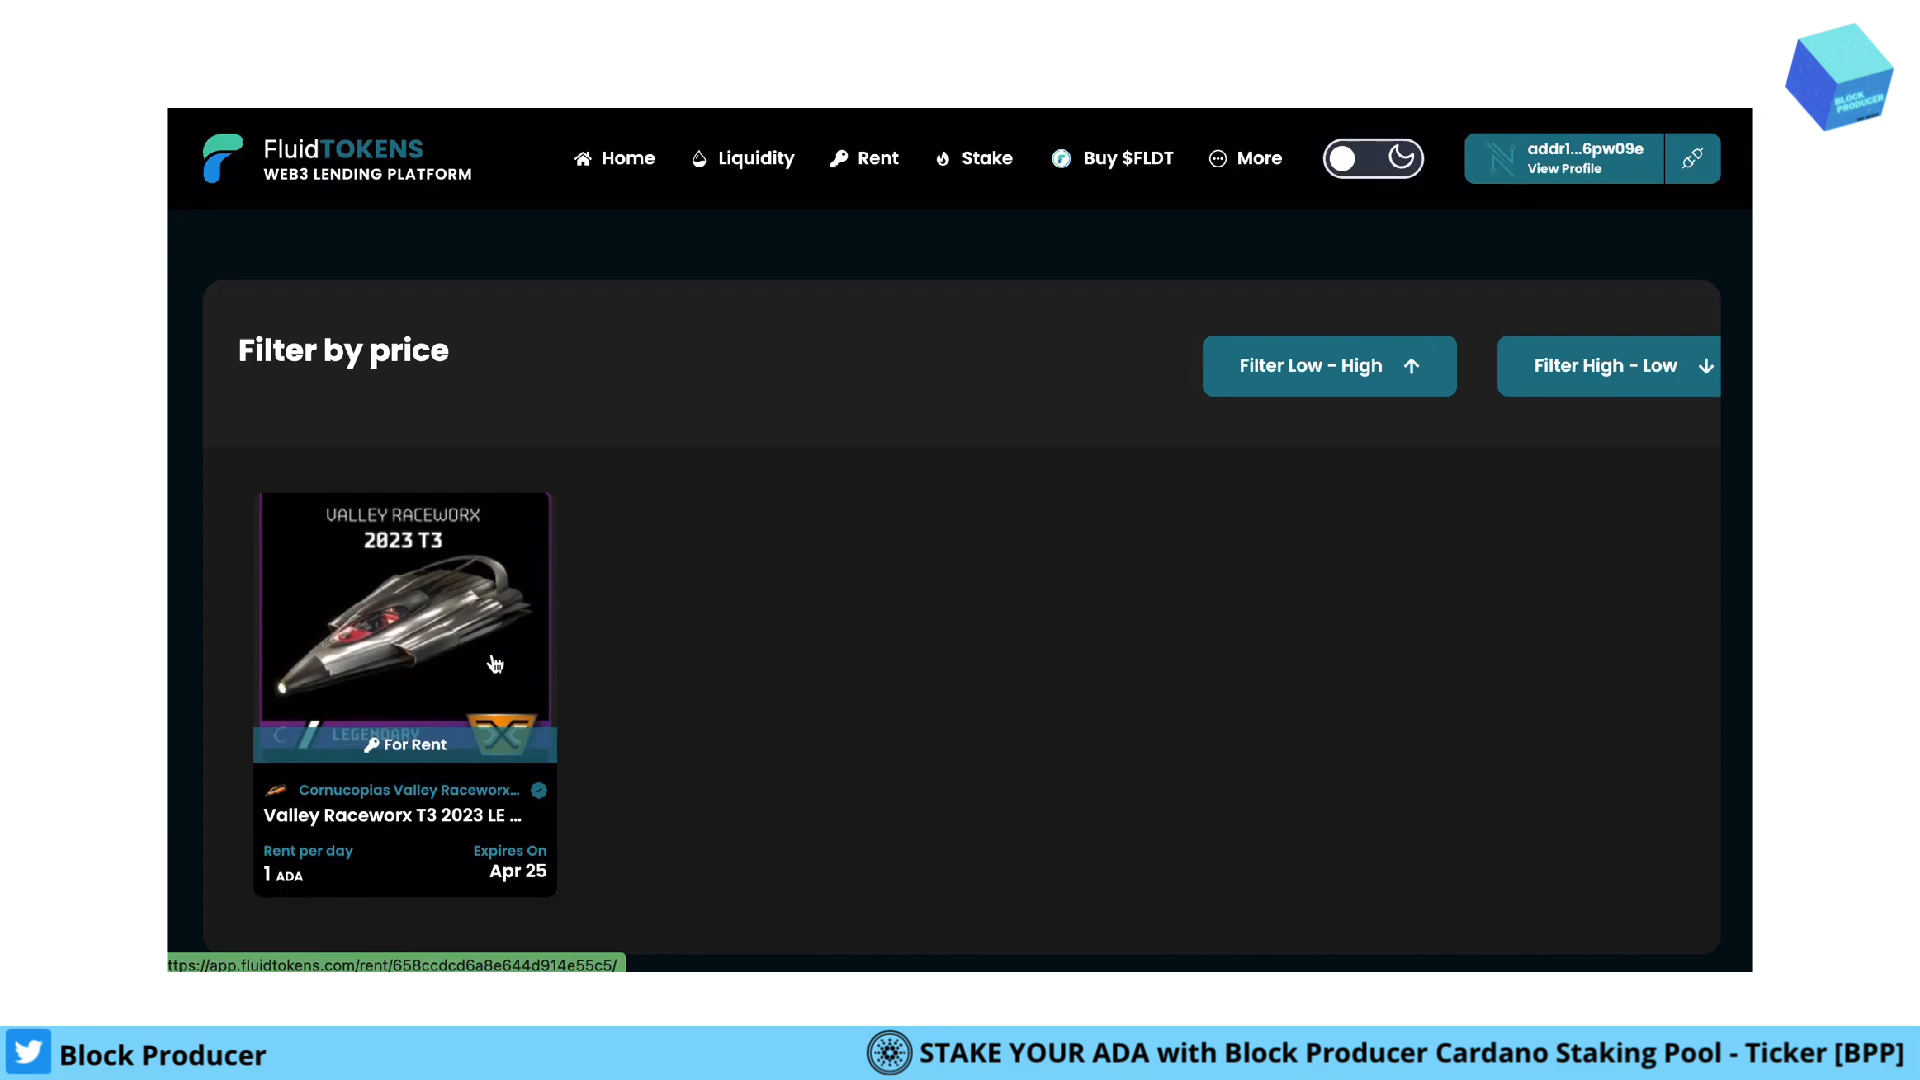 BLOCK
PRODUCER
FluidTOKENS
WEB3 LENDING PLATFORM
Home
Liquidity
Rent
Stake
Buy $FLDT
More
addr1...6pw09e
View Profile
Filter by price
Filter Low - High
Filter High - Low
VALLEY RACEWORX
2023 T3
LEGENDARY
For Rent
Cornucopias Valley Raceworx...
Valley Raceworx T3 2023 LE ...
Rent per day
Expires On
1 ADA
Apr 25
ttps://app.fluidtokens.com/rent/658ccdcd6a8e644d914e55c5/
Block Producer
STAKE YOUR ADA with Block Producer Cardano Staking Pool - Ticker [BPP]